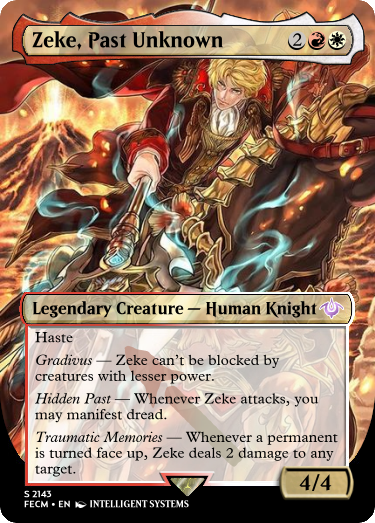 Zeke, Past Unknown 2
Legendary Creature — Human Knight
Haste
Gradivus — Zeke can't be blocked by
creatures with lesser power.
Hidden Past — Whenever Zeke attacks, you
may manifest dread.
Traumatic Memories — Whenever a permanent
is turned face up, Zeke deals 2 damage to any
target.
4/4
S 2143
FECM • EN INTELLIGENT SYSTEMS